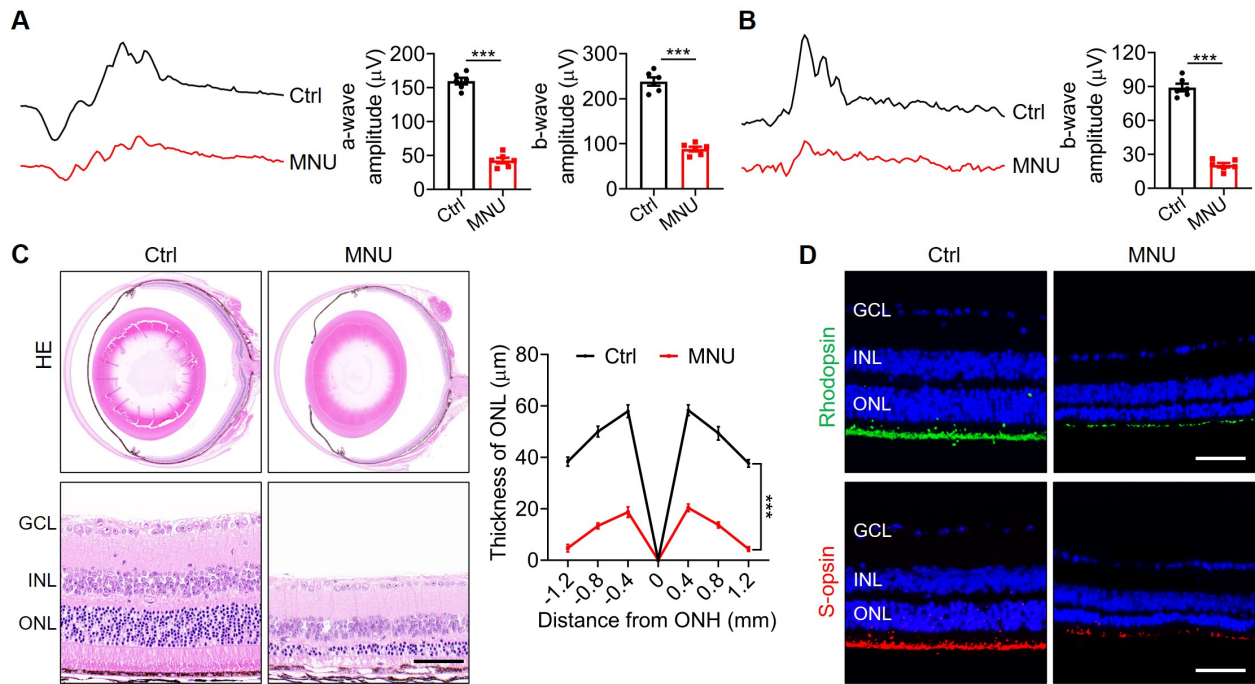 A
Ctrl
MNU
a-wave
amplitude (μV)
200
150
100
50
0
***
Ctrl
MNU
b-wave
amplitude (μV)
300
200
100
0
***
Ctrl
MNU
B
Ctrl
MNU
b-wave
amplitude (μV)
120
90
60
30
0
***
Ctrl
MNU
C
Ctrl
MNU
HE
GCL
INL
ONL
Ctrl
MNU
Thickness of ONL (μm)
80
60
40
20
0
***
-1.2
-0.8
-0.4
0
0.4
0.8
1.2
Distance from ONH (mm)
D
Ctrl
MNU
Rhodopsin
GCL
INL
ONL
S-opsin
GCL
INL
ONL